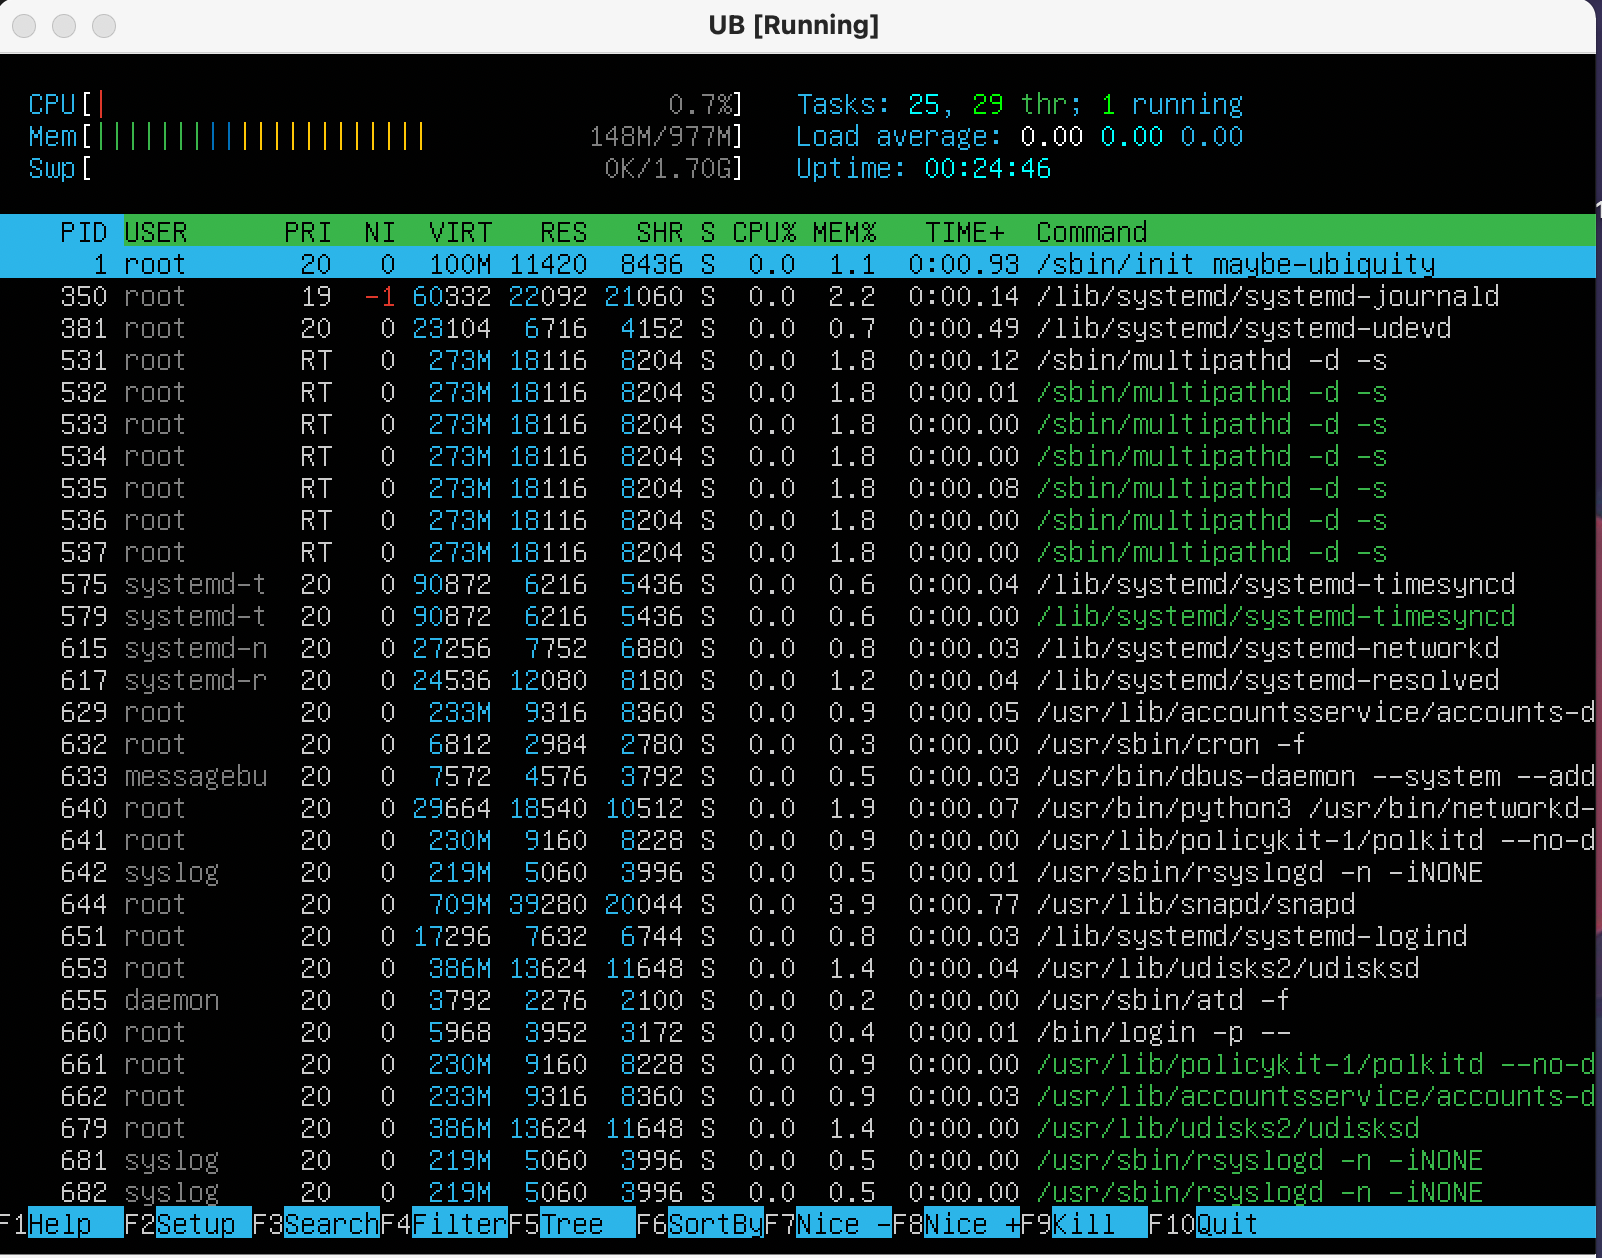 UB [Running]
CPU[| 0.7%] Tasks: 25, 29 thr; 1 running
Mem[||||||||||||||||||||| 148M/977M] Load average: 0.00 0.00 0.00
Swp[ 0K/1.70G] Uptime: 00:24:46
PID USER PRI NI VIRT RES SHR S CPU% MEM% TIME+ Command
1 root 20 0 100M 11420 8436 S 0.0 1.1 0:00.93 /sbin/init maybe-ubiquity
350 root 19 -1 60332 22092 21060 S 0.0 2.2 0:00.14 /lib/systemd/systemd-journald
381 root 20 0 23104 6716 4152 S 0.0 0.7 0:00.49 /lib/systemd/systemd-udevd
531 root RT 0 273M 18116 8204 S 0.0 1.8 0:00.12 /sbin/multipathd -d -s
532 root RT 0 273M 18116 8204 S 0.0 1.8 0:00.01 /sbin/multipathd -d -s
533 root RT 0 273M 18116 8204 S 0.0 1.8 0:00.00 /sbin/multipathd -d -s
534 root RT 0 273M 18116 8204 S 0.0 1.8 0:00.00 /sbin/multipathd -d -s
535 root RT 0 273M 18116 8204 S 0.0 1.8 0:00.08 /sbin/multipathd -d -s
536 root RT 0 273M 18116 8204 S 0.0 1.8 0:00.00 /sbin/multipathd -d -s
537 root RT 0 273M 18116 8204 S 0.0 1.8 0:00.00 /sbin/multipathd -d -s
575 systemd-t 20 0 90872 6216 5436 S 0.0 0.6 0:00.04 /lib/systemd/systemd-timesyncd
579 systemd-t 20 0 90872 6216 5436 S 0.0 0.6 0:00.00 /lib/systemd/systemd-timesyncd
615 systemd-n 20 0 27256 7752 6880 S 0.0 0.8 0:00.03 /lib/systemd/systemd-networkd
617 systemd-r 20 0 24536 12080 8180 S 0.0 1.2 0:00.04 /lib/systemd/systemd-resolved
629 root 20 0 233M 9316 8360 S 0.0 0.9 0:00.05 /usr/lib/accountsservice/accounts-d
632 root 20 0 6812 2984 2780 S 0.0 0.3 0:00.00 /usr/sbin/cron -f
633 messagebu 20 0 7572 4576 3792 S 0.0 0.5 0:00.03 /usr/bin/dbus-daemon --system --add
640 root 20 0 29664 18540 10512 S 0.0 1.9 0:00.07 /usr/bin/python3 /usr/bin/networkd-
641 root 20 0 230M 9160 8228 S 0.0 0.9 0:00.00 /usr/lib/policykit-1/polkitd --no-d
642 syslog 20 0 219M 5060 3996 S 0.0 0.5 0:00.01 /usr/sbin/rsyslogd -n -iNONE
644 root 20 0 709M 39280 20044 S 0.0 3.9 0:00.77 /usr/lib/snapd/snapd
651 root 20 0 17296 7632 6744 S 0.0 0.8 0:00.03 /lib/systemd/systemd-logind
653 root 20 0 386M 13624 11648 S 0.0 1.4 0:00.04 /usr/lib/udisks2/udisksd
655 daemon 20 0 3792 2276 2100 S 0.0 0.2 0:00.00 /usr/sbin/atd -f
660 root 20 0 5968 3952 3172 S 0.0 0.4 0:00.01 /bin/login -p --
661 root 20 0 230M 9160 8228 S 0.0 0.9 0:00.00 /usr/lib/policykit-1/polkitd --no-d
662 root 20 0 233M 9316 8360 S 0.0 0.9 0:00.03 /usr/lib/accountsservice/accounts-d
679 root 20 0 386M 13624 11648 S 0.0 1.4 0:00.00 /usr/lib/udisks2/udisksd
681 syslog 20 0 219M 5060 3996 S 0.0 0.5 0:00.00 /usr/sbin/rsyslogd -n -iNONE
682 syslog 20 0 219M 5060 3996 S 0.0 0.5 0:00.00 /usr/sbin/rsyslogd -n -iNONE
F1Help F2Setup F3SearchF4FilterF5Tree F6SortByF7Nice -F8Nice +F9Kill F10Quit